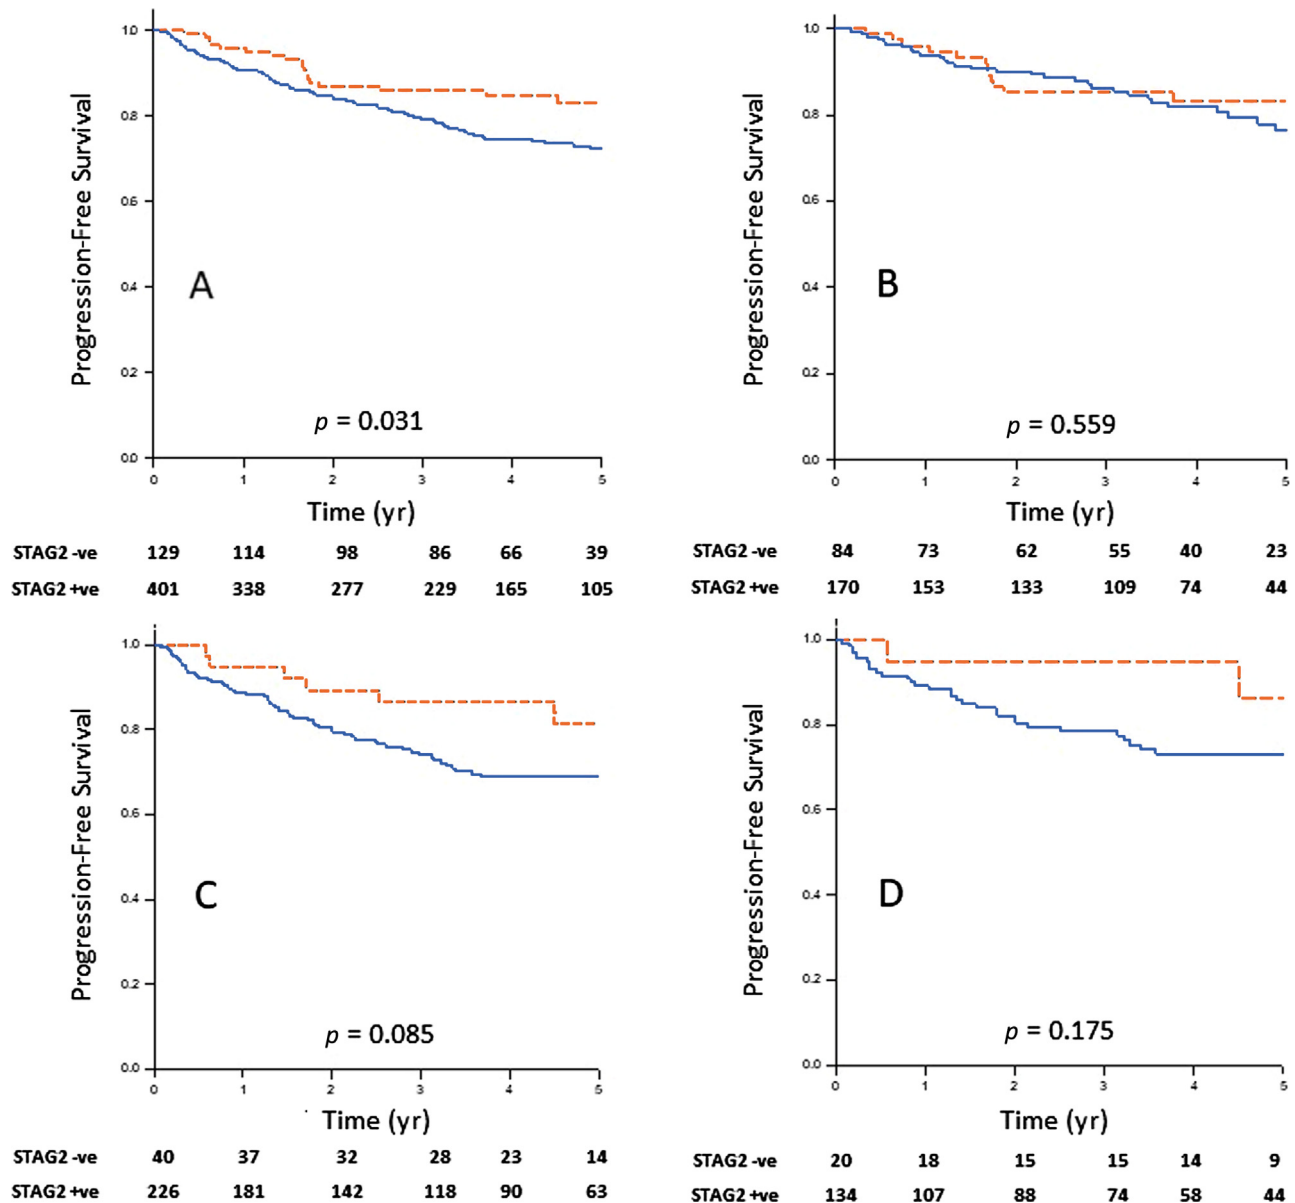 Progression-Free Survival
1.0
0.8
0.6
0.4
0.2
0.0
A
p = 0.031
0 1 2 3 4 5
Time (yr)
STAG2 -ve 129 114 98 86 66 39
STAG2 +ve 401 338 277 229 165 105
Progression-Free Survival
1.0
0.8
0.6
0.4
0.2
0.0
B
p = 0.559
0 1 2 3 4 5
Time (yr)
STAG2 -ve 84 73 62 55 40 23
STAG2 +ve 170 153 133 109 74 44
Progression-Free Survival
1.0
0.8
0.6
0.4
0.2
0.0
C
p = 0.085
0 1 2 3 4 5
Time (yr)
STAG2 -ve 40 37 32 28 23 14
STAG2 +ve 226 181 142 118 90 63
Progression-Free Survival
1.0
0.8
0.6
0.4
0.2
0.0
D
p = 0.175
0 1 2 3 4 5
Time (yr)
STAG2 -ve 20 18 15 15 14 9
STAG2 +ve 134 107 88 74 58 44